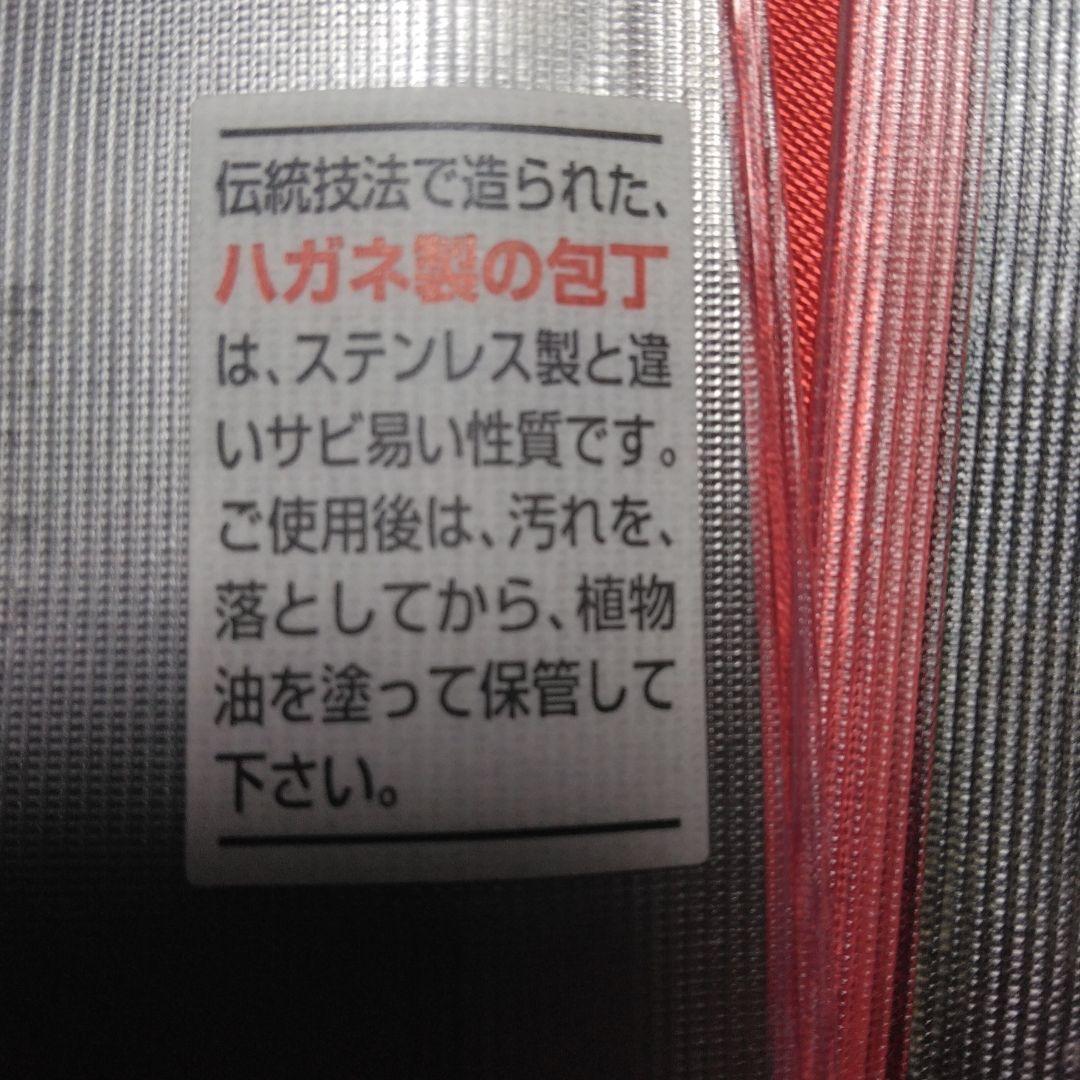 伝統技法で造られた、
ハガネ製の包丁
は、ステンレス製と違
いサビ易い性質です。
ご使用後は、汚れを、
落としてから、植物
油を塗って保管して
下さい。